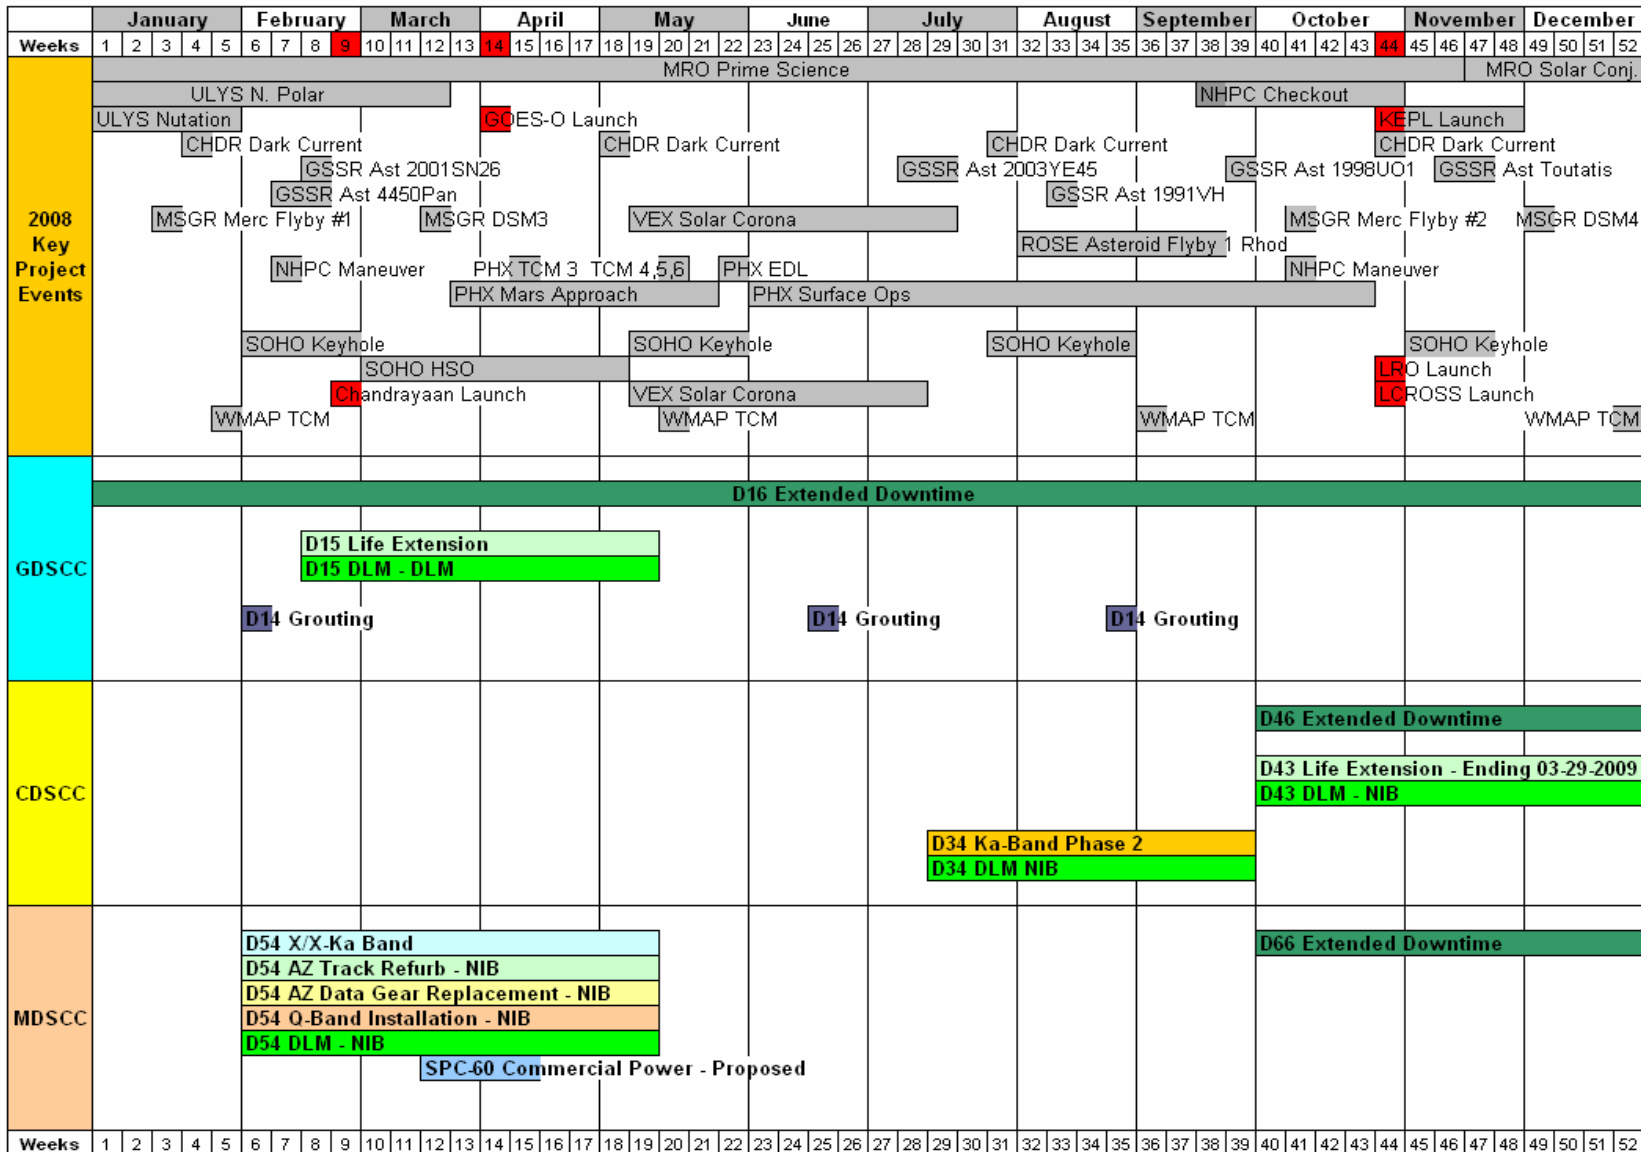 January February March April May June July August September October November December
Weeks 1 2 3 4 5 6 7 8 9 10 11 12 13 14 15 16 17 18 19 20 21 22 23 24 25 26 27 28 29 30 31 32 33 34 35 36 37 38 39 40 41 42 43 44 45 46 47 48 49 50 51 52
2008
Key
Project
Events
MRO Prime Science MRO Solar Conj.
ULYS N. Polar NHPC Checkout
ULYS Nutation GOES-O Launch KEPL Launch
CHDR Dark Current CHDR Dark Current CHDR Dark Current CHDR Dark Current
GSSR Ast 2001SN26 GSSR Ast 2003YE45 GSSR Ast 1998UO1 GSSR Ast Toutatis
GSSR Ast 4450Pan GSSR Ast 1991VH
MSGR Merc Flyby #1 MSGR DSM3 VEX Solar Corona MSGR Merc Flyby #2 MSGR DSM4
ROSE Asteroid Flyby 1 Rhod
NHPC Maneuver PHX TCM 3 TCM 4,5,6 PHX EDL NHPC Maneuver
PHX Mars Approach PHX Surface Ops
SOHO Keyhole SOHO Keyhole SOHO Keyhole SOHO Keyhole
SOHO HSO LRO Launch
Chandrayaan Launch VEX Solar Corona LCROSS Launch
WMAP TCM WMAP TCM WMAP TCM WMAP TCM
GDSCC
D16 Extended Downtime
D15 Life Extension
D15 DLM - DLM
D14 Grouting D14 Grouting D14 Grouting
CDSCC
D46 Extended Downtime
D43 Life Extension - Ending 03-29-2009
D43 DLM - NIB
D34 Ka-Band Phase 2
D34 DLM NIB
MDSCC
D54 X/X-Ka Band D66 Extended Downtime
D54 AZ Track Refurb - NIB
D54 AZ Data Gear Replacement - NIB
D54 Q-Band Installation - NIB
D54 DLM - NIB
SPC-60 Commercial Power - Proposed
Weeks 1 2 3 4 5 6 7 8 9 10 11 12 13 14 15 16 17 18 19 20 21 22 23 24 25 26 27 28 29 30 31 32 33 34 35 36 37 38 39 40 41 42 43 44 45 46 47 48 49 50 51 52